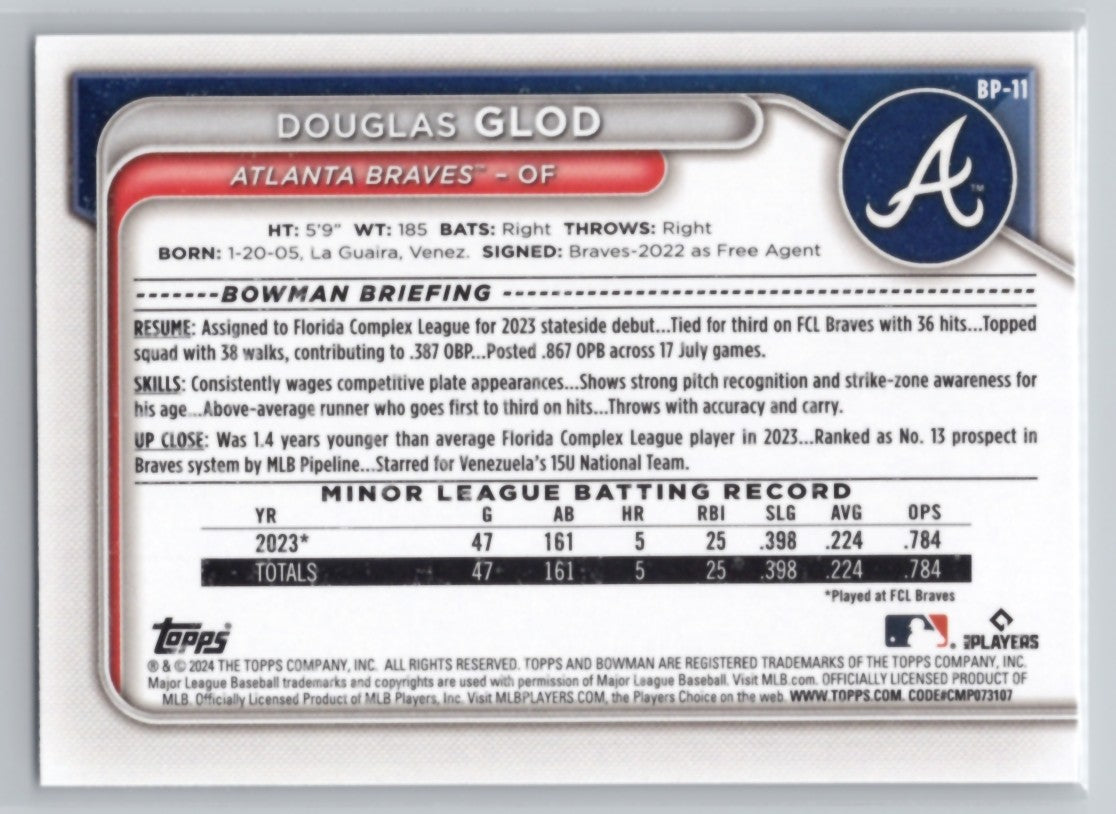 BP-11
DOUGLAS GLOD
A™
ATLANTA BRAVES™ - OF
HT: 5'9" WT: 185 BATS: Right THROWS: Right
BORN: 1-20-05, La Guaira, Venez. SIGNED: Braves-2022 as Free Agent
BOWMAN BRIEFING
RESUME: Assigned to Florida Complex League for 2023 stateside debut...Tied for third on FCL Braves with 36 hits...Topped
squad with 38 walks, contributing to .387 OBP...Posted .867 OPB across 17 July games.
SKILLS: Consistently wages competitive plate appearances...Shows strong pitch recognition and strike-zone awareness for
his age...Above-average runner who goes first to third on hits...Throws with accuracy and carry.
UP CLOSE: Was 1.4 years younger than average Florida Complex League player in 2023...Ranked as No. 13 prospect in
Braves system by MLB Pipeline...Starred for Venezuela's 15U National Team.
MINOR LEAGUE BATTING RECORD
YR G AB HR RBI SLG AVG OPS
2023* 47 161 5 25 .398 .224 .784
TOTALS 47 161 5 25 .398 .224 .784
*Played at FCL Braves
topps PLAYERS
® & © 2024 THE TOPPS COMPANY, INC. ALL RIGHTS RESERVED. TOPPS AND BOWMAN ARE REGISTERED TRADEMARKS OF THE TOPPS COMPANY, INC.
Major League Baseball trademarks and copyrights are used with permission of Major League Baseball. Visit MLB.com. OFFICIALLY LICENSED PRODUCT OF
MLB. Officially Licensed Product of MLB Players, Inc. Visit MLBPLAYERS.COM, the Players Choice on the web. WWW.TOPPS.COM. CODE#CMP073107